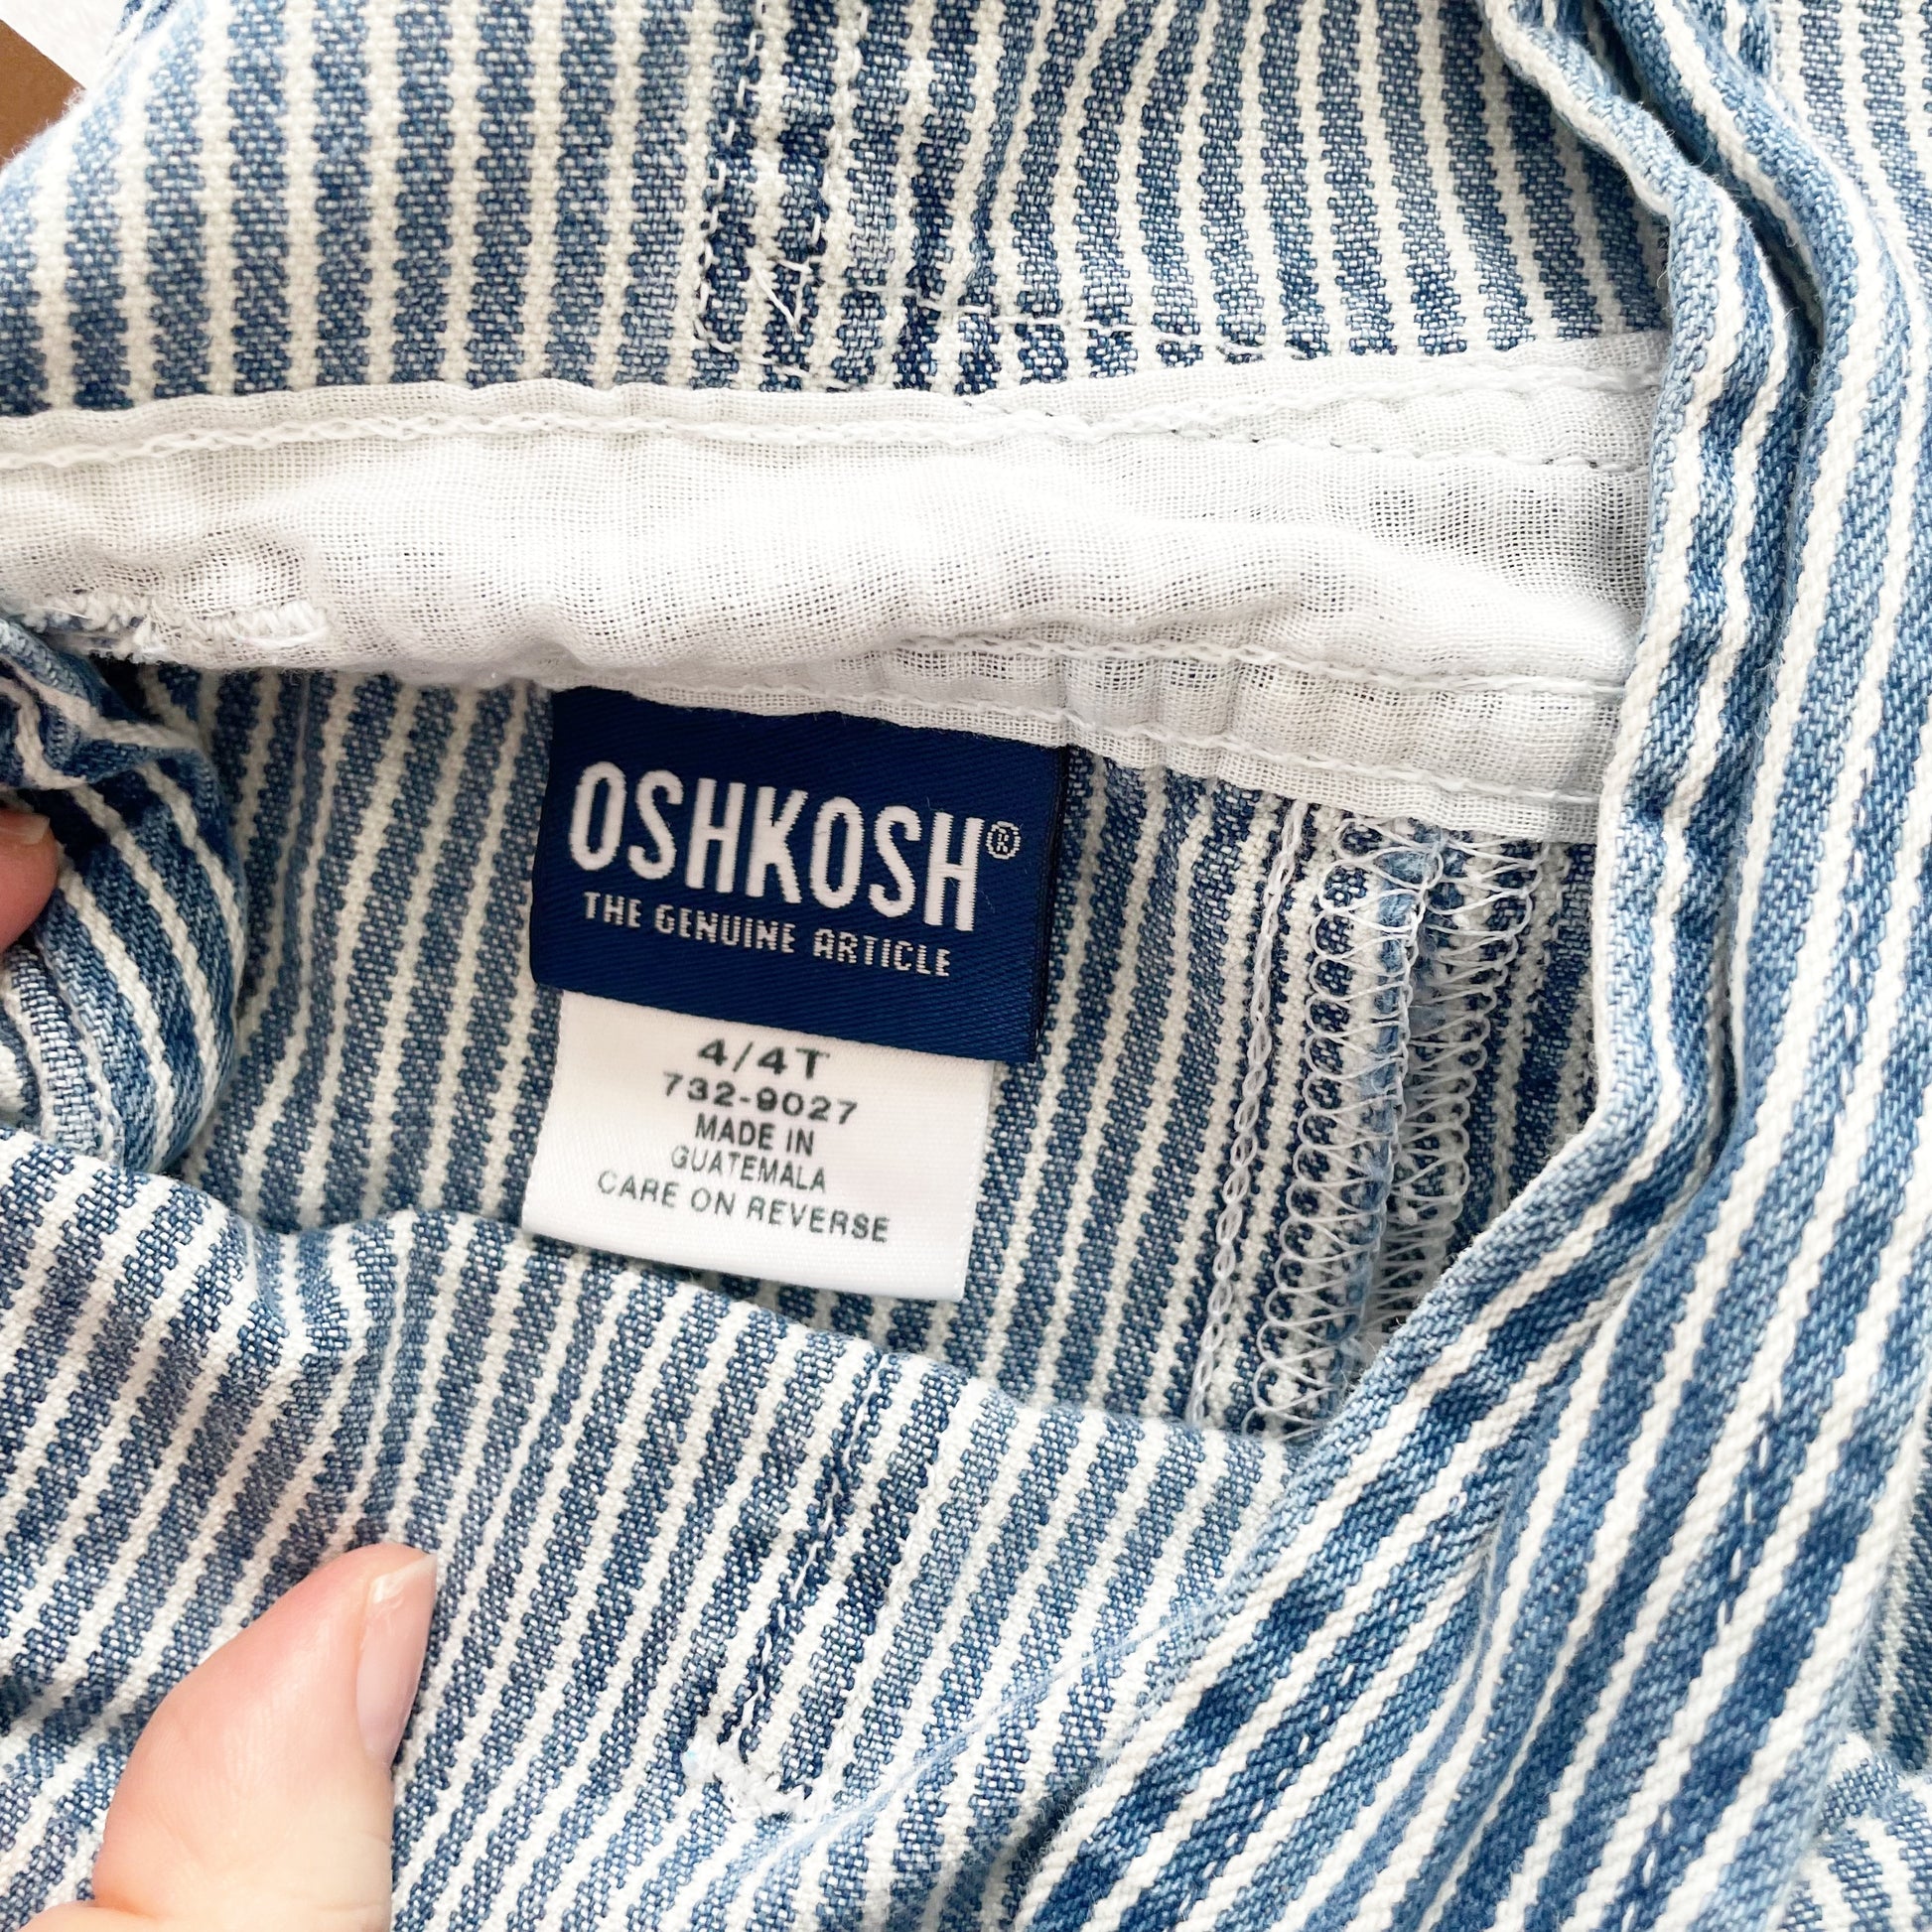 OSHKOSH®
THE GENUINE ARTICLE
4/4T
732-9027
MADE IN
GUATEMALA
CARE ON REVERSE